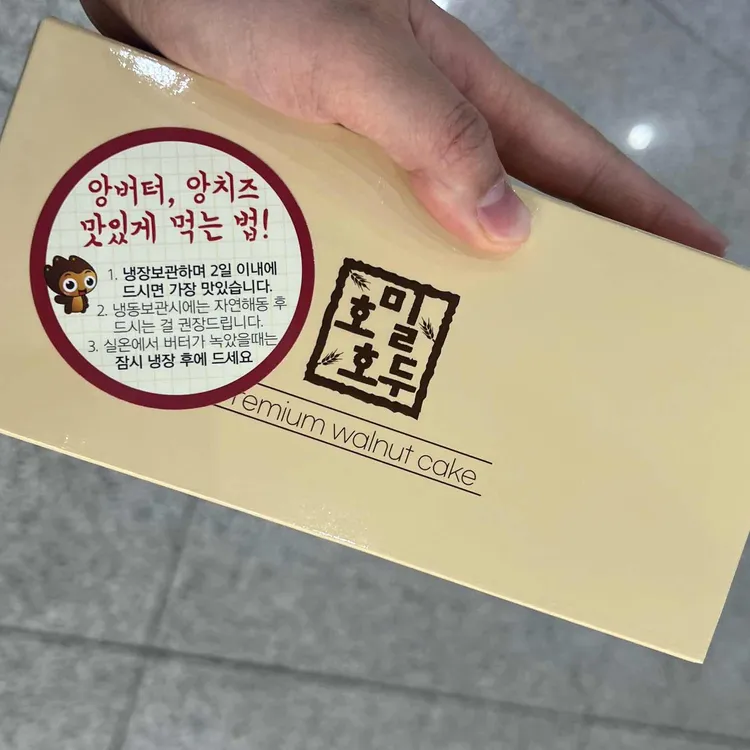 앙버터, 앙치즈
맛있게 먹는 법!
1. 냉장보관하며 2일 이내에
드시면 가장 맛있습니다.
2. 냉동보관시에는 자연해동 후
드시는 걸 권장드립니다.
3. 실온에서 버터가 녹았을때는
잠시 냉장 후에 드세요
호밀
호두
remium walnut cake